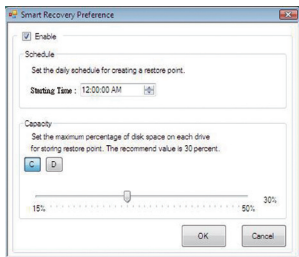 Smart Recovery Preference
Enable
Schedule
Set the daily schedule for creating a restore point.
Starting Time : 12:00:00 AM
Capacity
Set the maximum percentage of disk space on each drive
for storing restore point. The recommend value is 30 percent.
C D
30%
15% 50%
OK Cancel